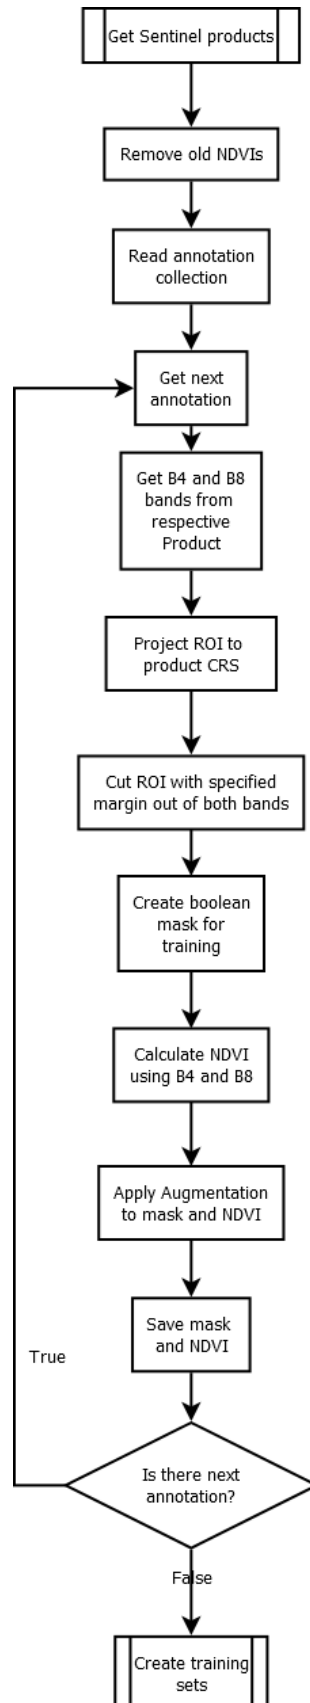 Get Sentinel products
Remove old NDVIs
Read annotation
collection
Get next
annotation
Get B4 and B8
bands from
respective
Product
Project ROI to
product CRS
Cut ROI with specified
margin out of both bands
Create boolean
mask for
training
Calculate NDVI
using B4 and B8
Apply Augmentation
to mask and NDVI
Save mask
and NDVI
True
Is there next
annotation?
False
Create training
sets